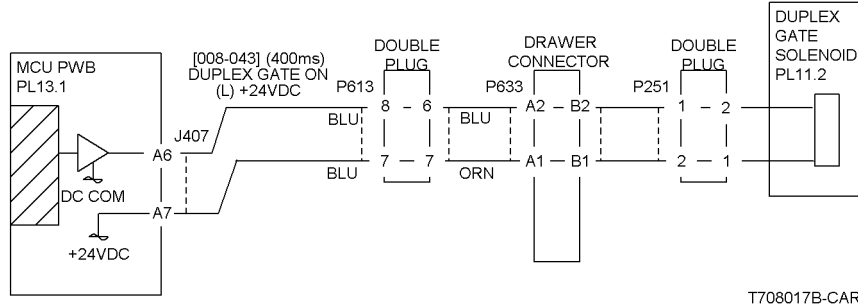 MCU PWB
PL13.1
[008-043] (400ms)
DUPLEX GATE ON
(L) +24VDC
J407
A6
A7
DC COM
+24VDC
P613
DOUBLE
PLUG
8 6
7 7
BLU
BLU
BLU
ORN
P633
DRAWER
CONNECTOR
A2 B2
A1 B1
P251
DOUBLE
PLUG
1 2
2 1
DUPLEX
GATE
SOLENOID
PL11.2
T708017B-CAR